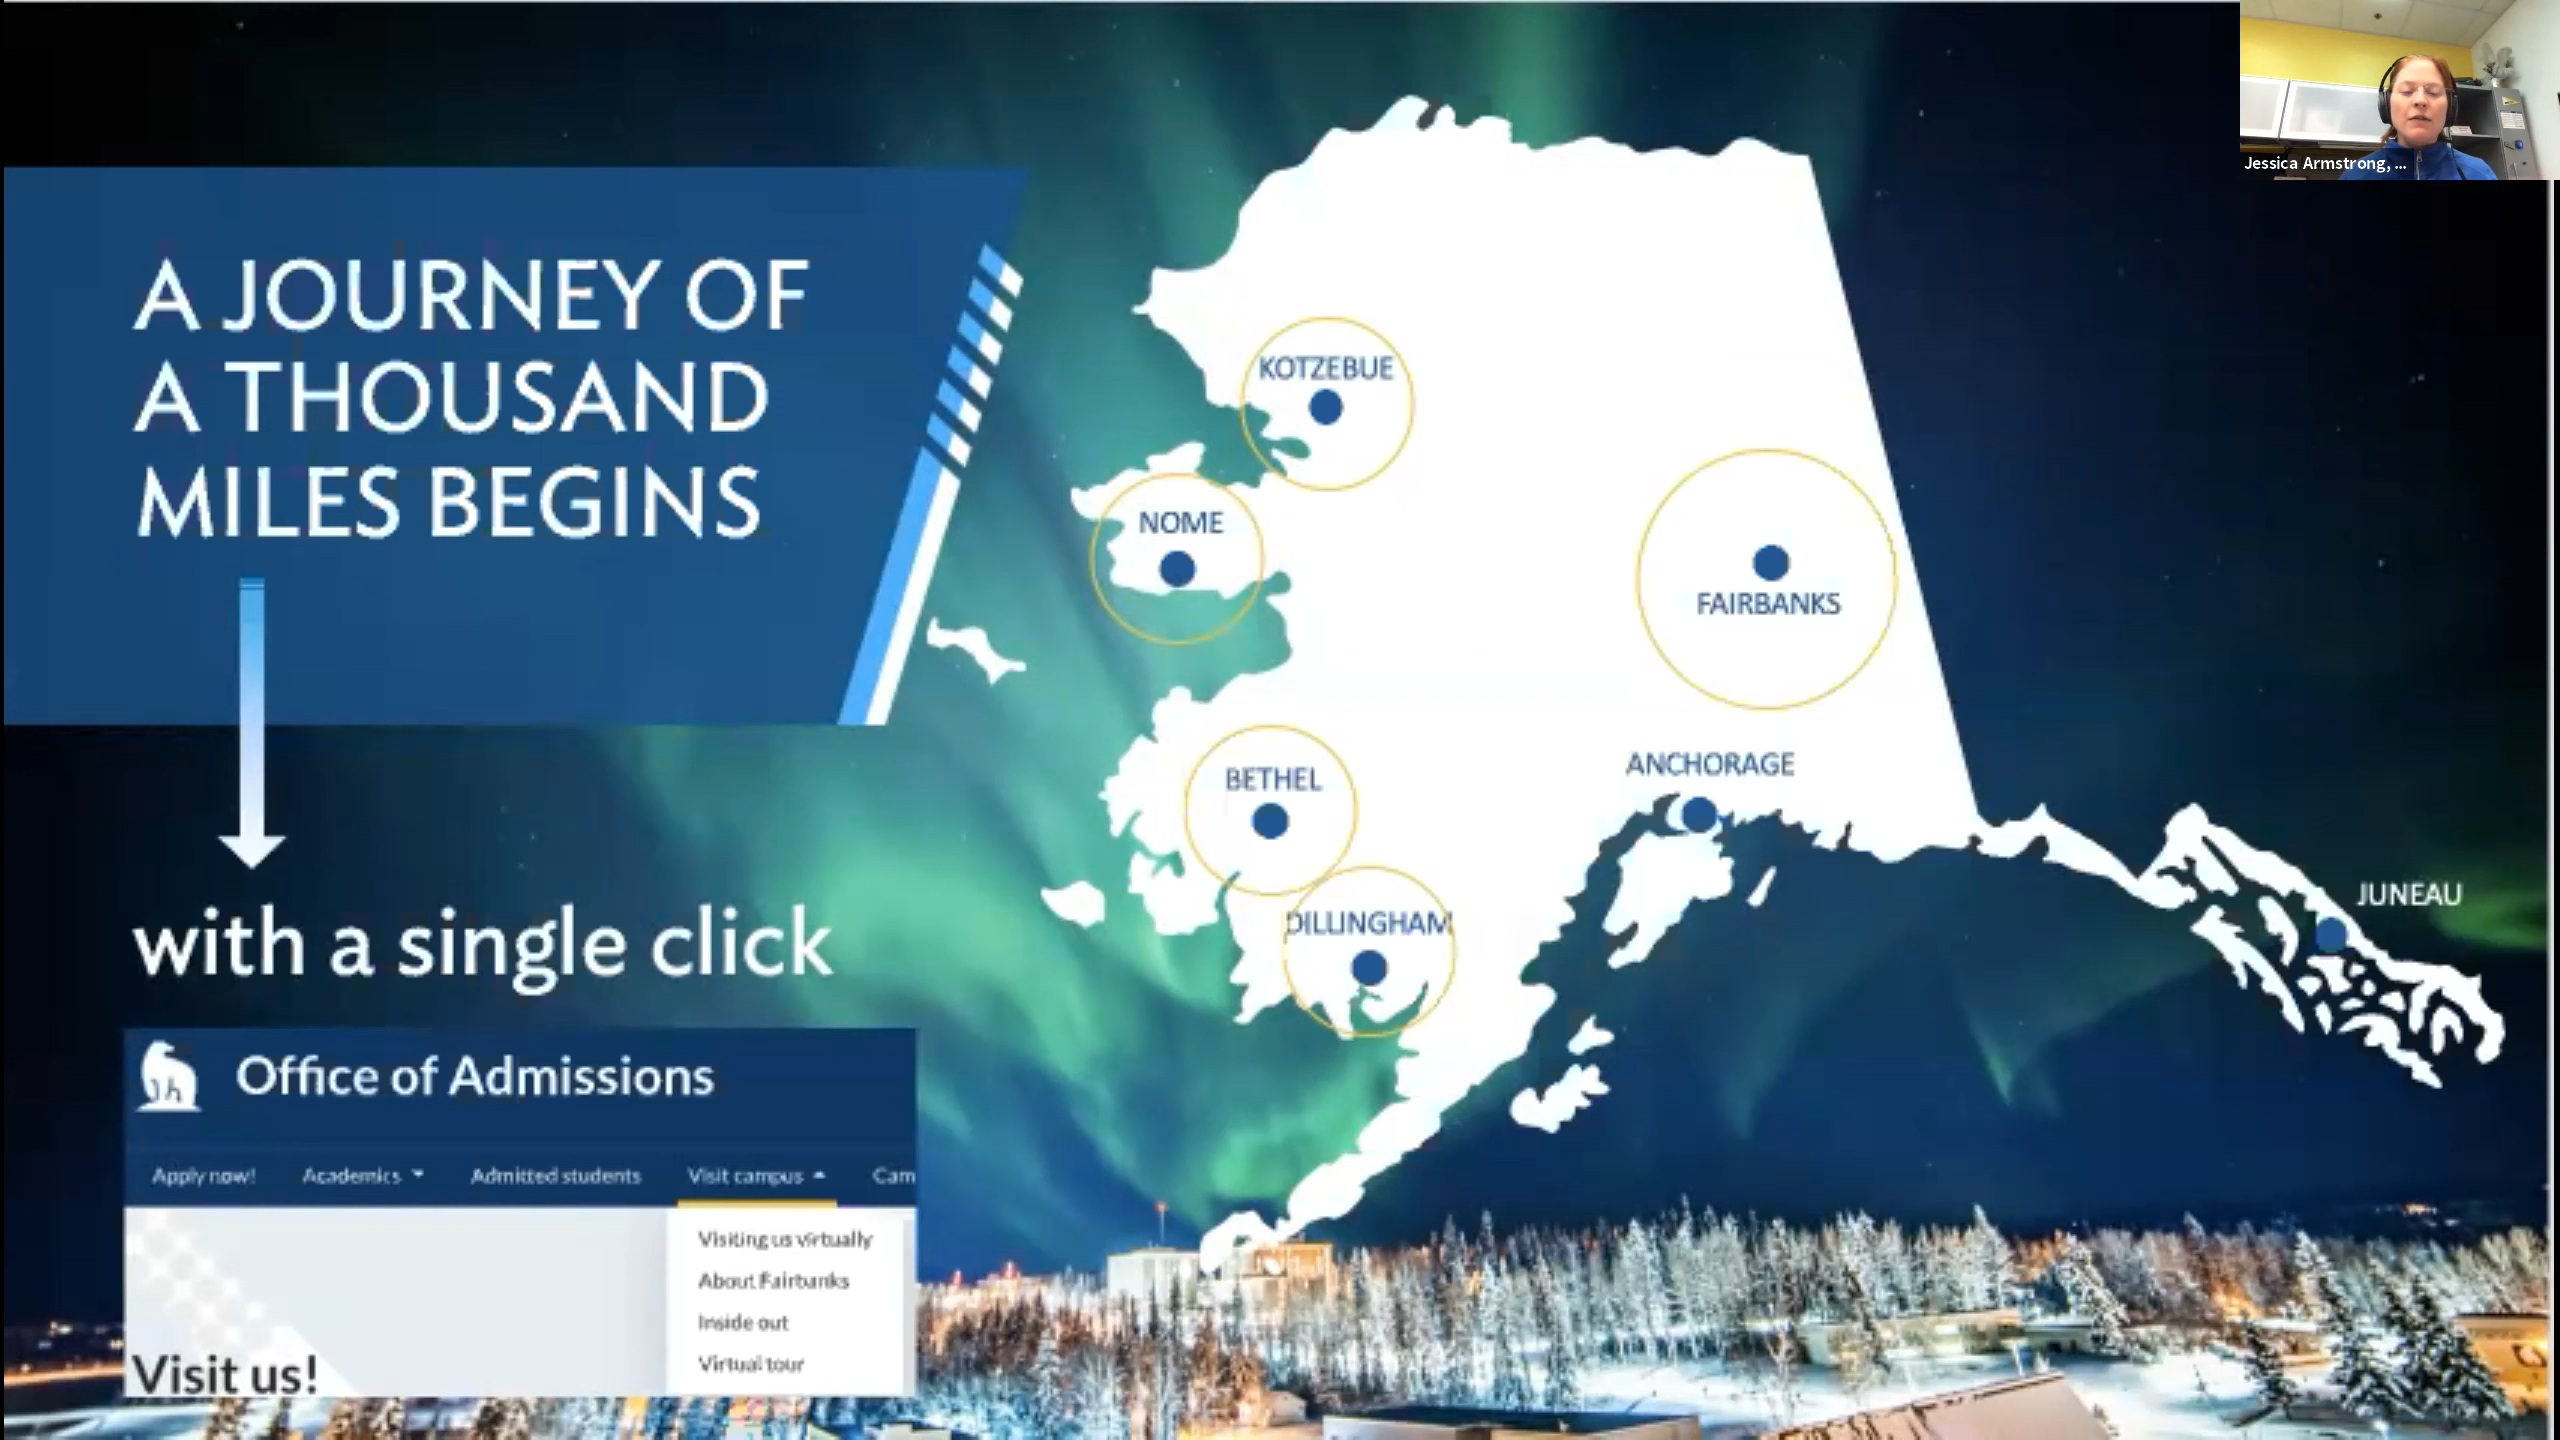 Jessica Armstrong, ...
A JOURNEY OF
A THOUSAND
MILES BEGINS
with a single click
KOTZEBUE
NOME
FAIRBANKS
BETHEL
ANCHORAGE
DILLINGHAM
JUNEAU
Office of Admissions
Apply now! Academics Admitted students Visit campus Cam
Visiting us virtually
About Fairbanks
Inside out
Virtual tour
Visit us!